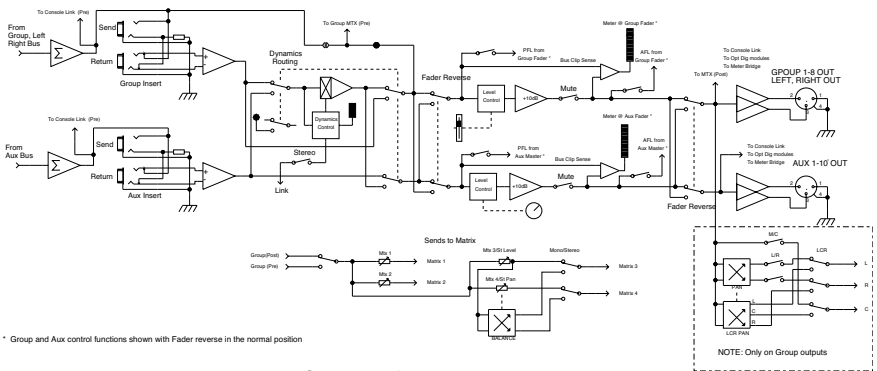 To Console Link (Pre)
From
Group, Left
Right Bus
Σ
Send
Return
Group Insert
+
-
To Group MTX (Pre)
Dynamics
Routing
Dynamics
Control
Stereo
Link
Fader Reverse
PFL from
Group Fader *
Level
Control
+10dB
Mute
Bus Clip Sense
Meter @ Group Fader *
AFL from
Group Fader *
To MTX (Post)
To Console Link
To Opt Dig modules
To Meter Bridge
GPOUP 1-8 OUT
LEFT, RIGHT OUT
2
1
4
3
To Console Link (Pre)
From
Aux Bus
Σ
Send
Return
Aux Insert
+
-
PFL from
Aux Master *
Level
Control
+10dB
Mute
Bus Clip Sense
Meter @ Aux Fader *
AFL from
Aux Master *
Fader Reverse
To Console Link
To Opt Dig modules
To Meter Bridge
AUX 1-10 OUT
2
1
4
3
Sends to Matrix
Group(Post)
Group (Pre)
Mtx 1
Matrix 1
Mtx 2
Matrix 2
Mtx 3/St Level
Mono/Stereo
Matrix 3
Mtx 4/St Pan
Matrix 4
BALANCE
M/C
L/R
LCR
L
R
C
PAN
L
C
R
LCR PAN
NOTE: Only on Group outputs
* Group and Aux control functions shown with Fader reverse in the normal position